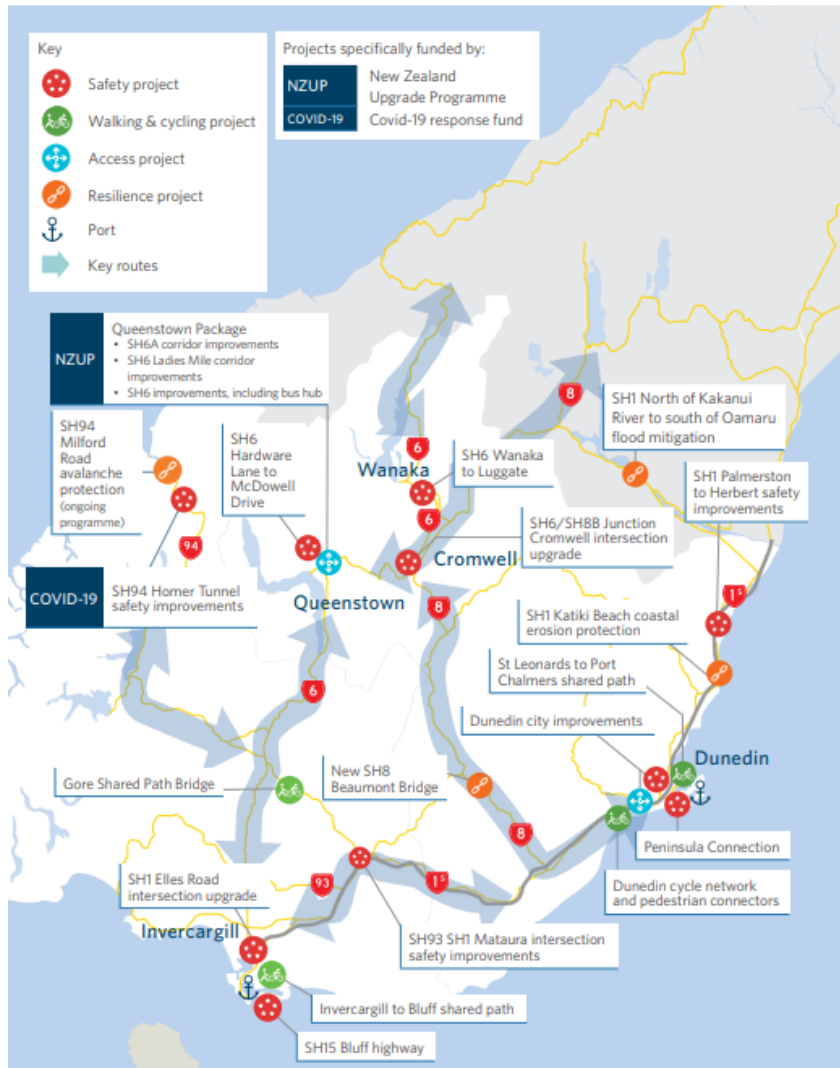 Key
Safety project
Walking & cycling project
Access project
Resilience project
Port
Key routes
Projects specifically funded by:
NZUP
New Zealand
Upgrade Programme
COVID-19
Covid-19 response fund
NZUP
Queenstown Package
• SH6A corridor improvements
• SH6 Ladies Mile corridor
improvements
• SH6 improvements, including bus hub
8
SH1 North of Kakanui
River to south of Oamaru
flood mitigation
SH94
Milford
Road
avalanche
protection
(ongoing
programme)
94
SH6
Hardware
Lane to
McDowell
Drive
6
Wanaka
SH6 Wanaka
to Luggate
6
SH1 Palmerston
to Herbert safety
improvements
SH6/SH8B Junction
Cromwell intersection
upgrade
Cromwell
COVID-19
SH94 Homer Tunnel
safety improvements
Queenstown
8
1S
SH1 Katiki Beach coastal
erosion protection
St Leonards to Port
Chalmers shared path
6
Dunedin city improvements
Dunedin
Gore Shared Path Bridge
New SH8
Beaumont Bridge
8
Peninsula Connection
Dunedin cycle network
and pedestrian connectors
SH1 Elles Road
intersection upgrade
93
1S
Invercargill
SH93 SH1 Mataura intersection
safety improvements
Invercargill to Bluff shared path
SH15 Bluff highway